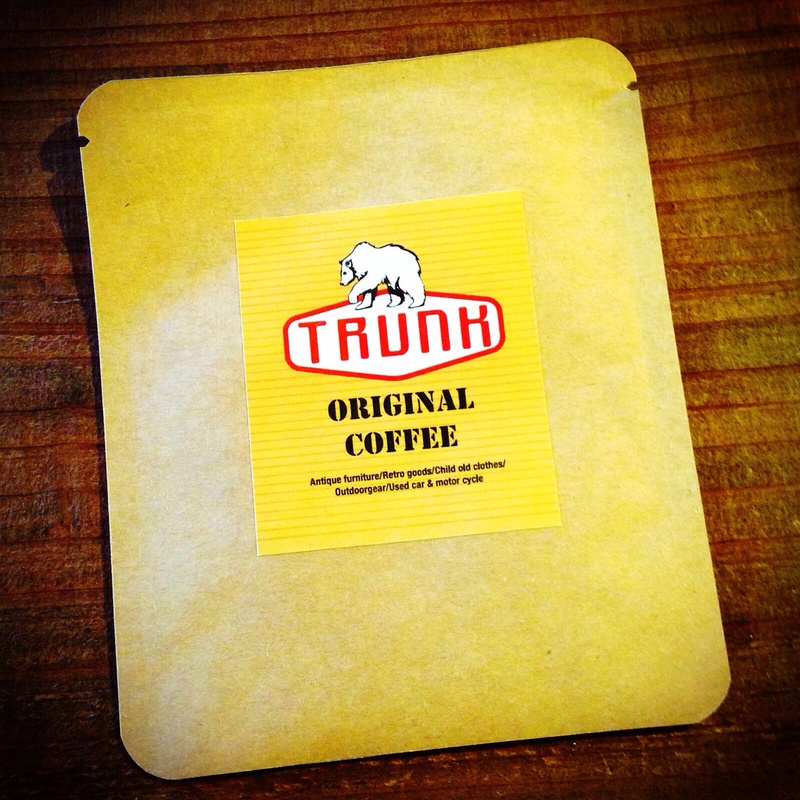 TRUNK
ORIGINAL
COFFEE
Antique furniture/Retro goods/Child old clothes/
Outdoorgear/Used car & motor cycle